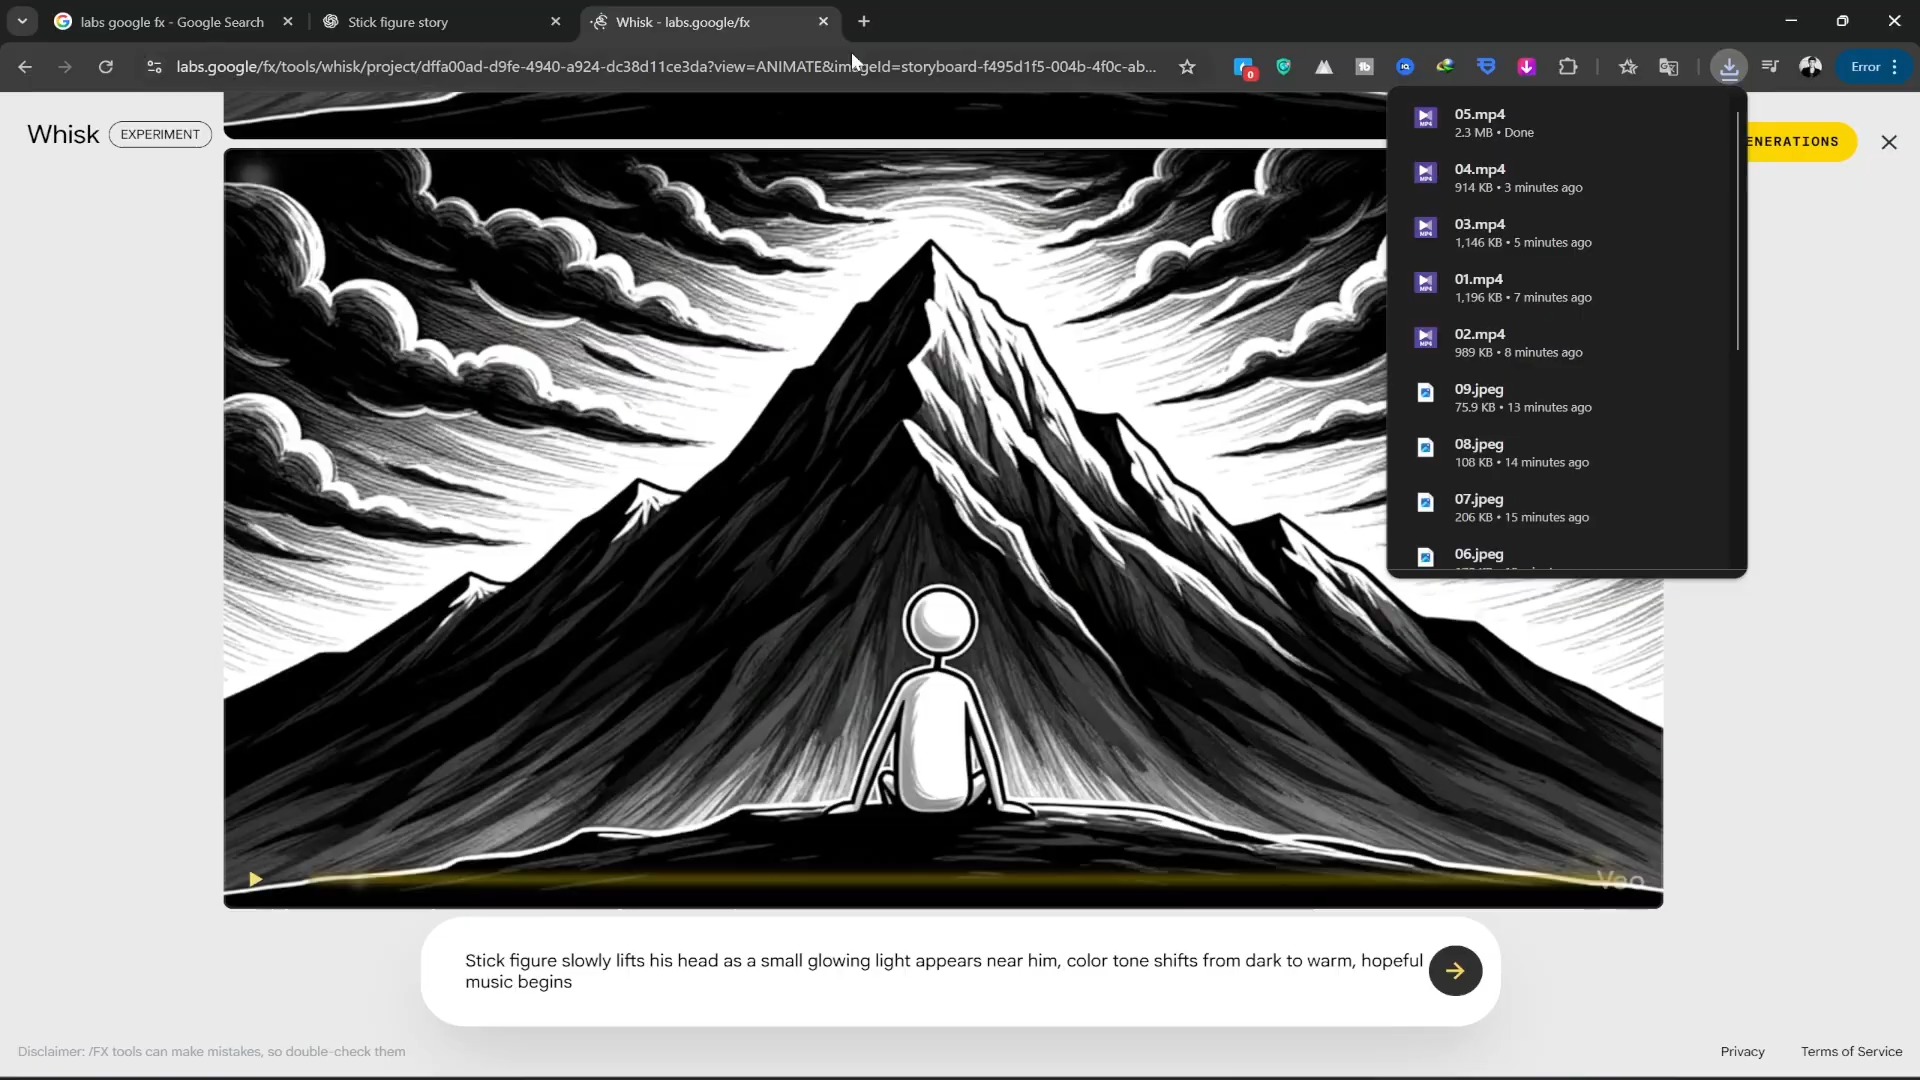 labs google fx - Google Search
Stick figure story
Whisk - labs.google/fx
labs.google/fx/tools/whisk/project/dffa00ad-d9fe-4940-a924-dc38d11ce3da?view=ANIMATE&imageId=storyboard-f495d1f5-004b-4f0c-ab...
0
Error
Whisk
EXPERIMENT
ENERATIONS
05.mp4
2.3 MB • Done
04.mp4
914 KB • 3 minutes ago
03.mp4
1,146 KB • 5 minutes ago
01.mp4
1,196 KB • 7 minutes ago
02.mp4
989 KB • 8 minutes ago
09.jpeg
75.9 KB • 13 minutes ago
08.jpeg
108 KB • 14 minutes ago
07.jpeg
206 KB • 15 minutes ago
06.jpeg
Veo
Stick figure slowly lifts his head as a small glowing light appears near him, color tone shifts from dark to warm, hopeful
music begins
Disclaimer: /FX tools can make mistakes, so double-check them
Privacy
Terms of Service